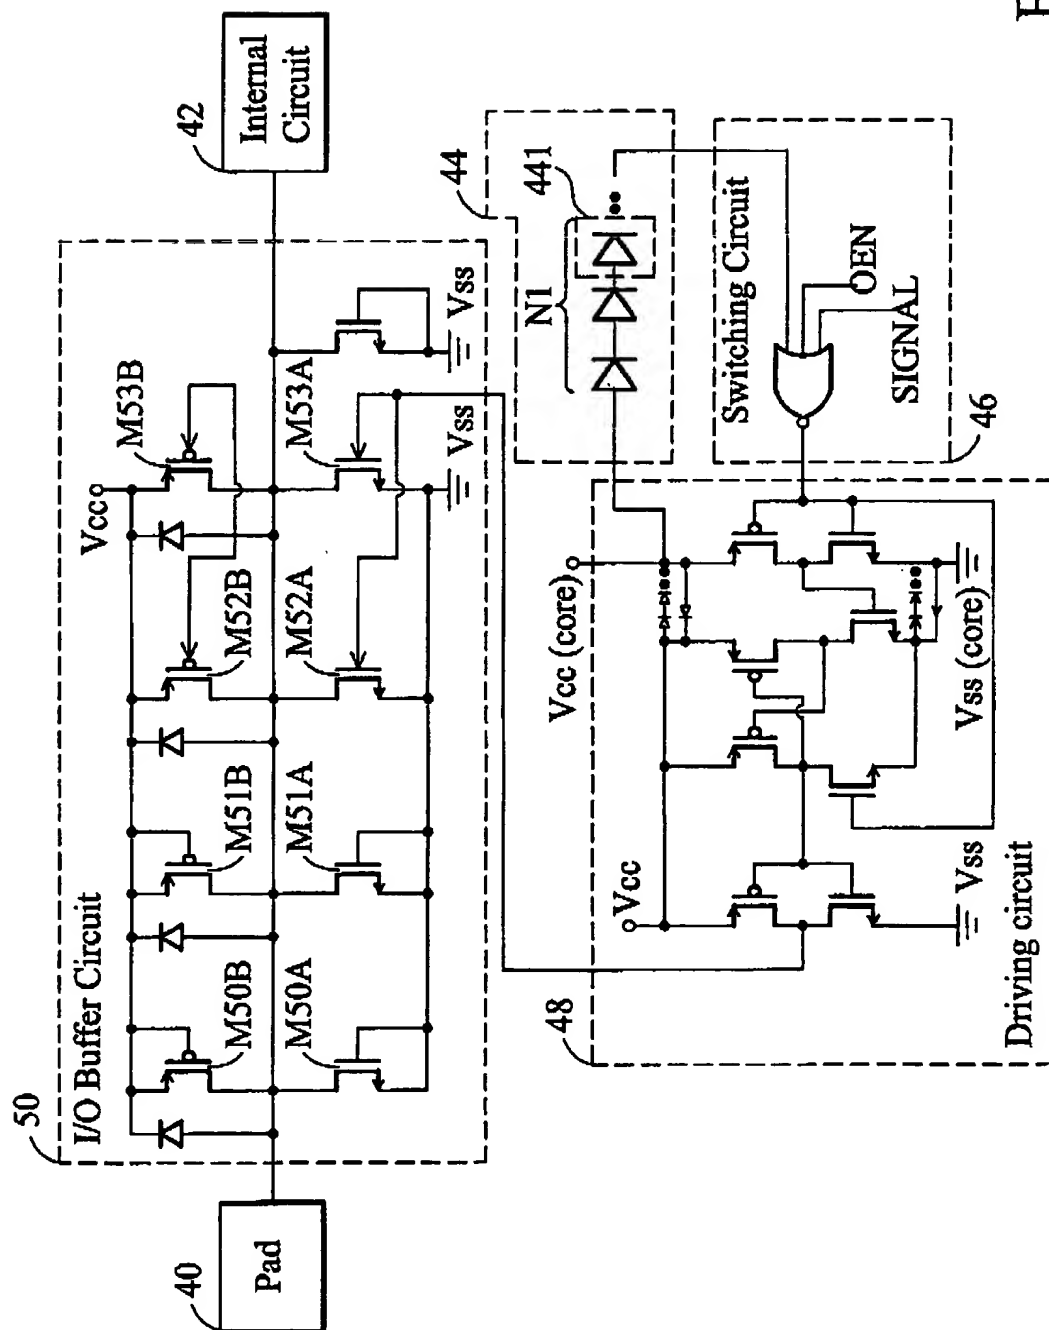 50
I/O Buffer Circuit
Vcc
M50B
M51B
M52B
M53B
M50A
M51A
M52A
M53A
Vss
Vss
40
Pad
42
Internal
Circuit
44
N1
441
Switching Circuit
OEN
SIGNAL
46
48
Vcc
Vcc (core)
Vss
Vss (core)
Driving circuit